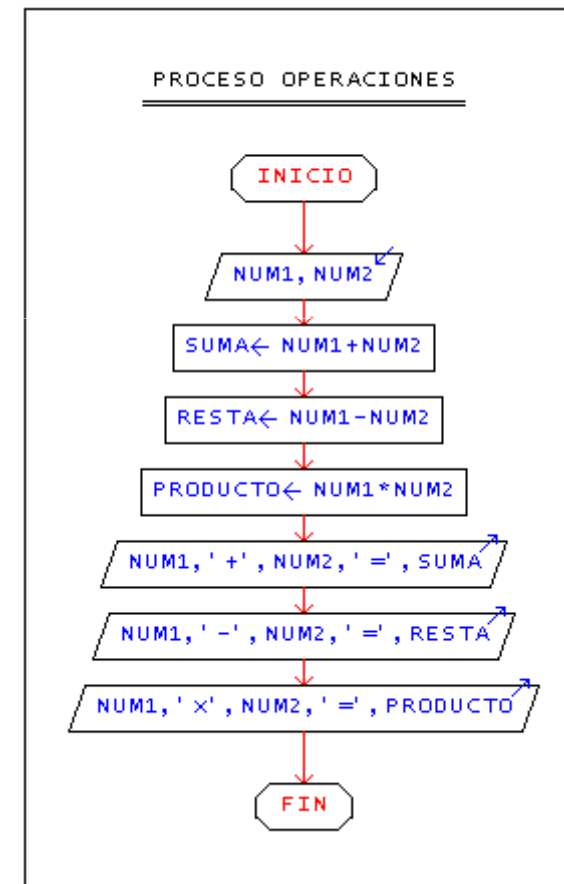 PROCESO OPERACIONES
INICIO
NUM1, NUM2
SUMA← NUM1+NUM2
RESTA← NUM1-NUM2
PRODUCTO← NUM1*NUM2
NUM1,'+',NUM2,'=',SUMA
NUM1,'-',NUM2,'=',RESTA
NUM1,'x',NUM2,'=',PRODUCTO
FIN